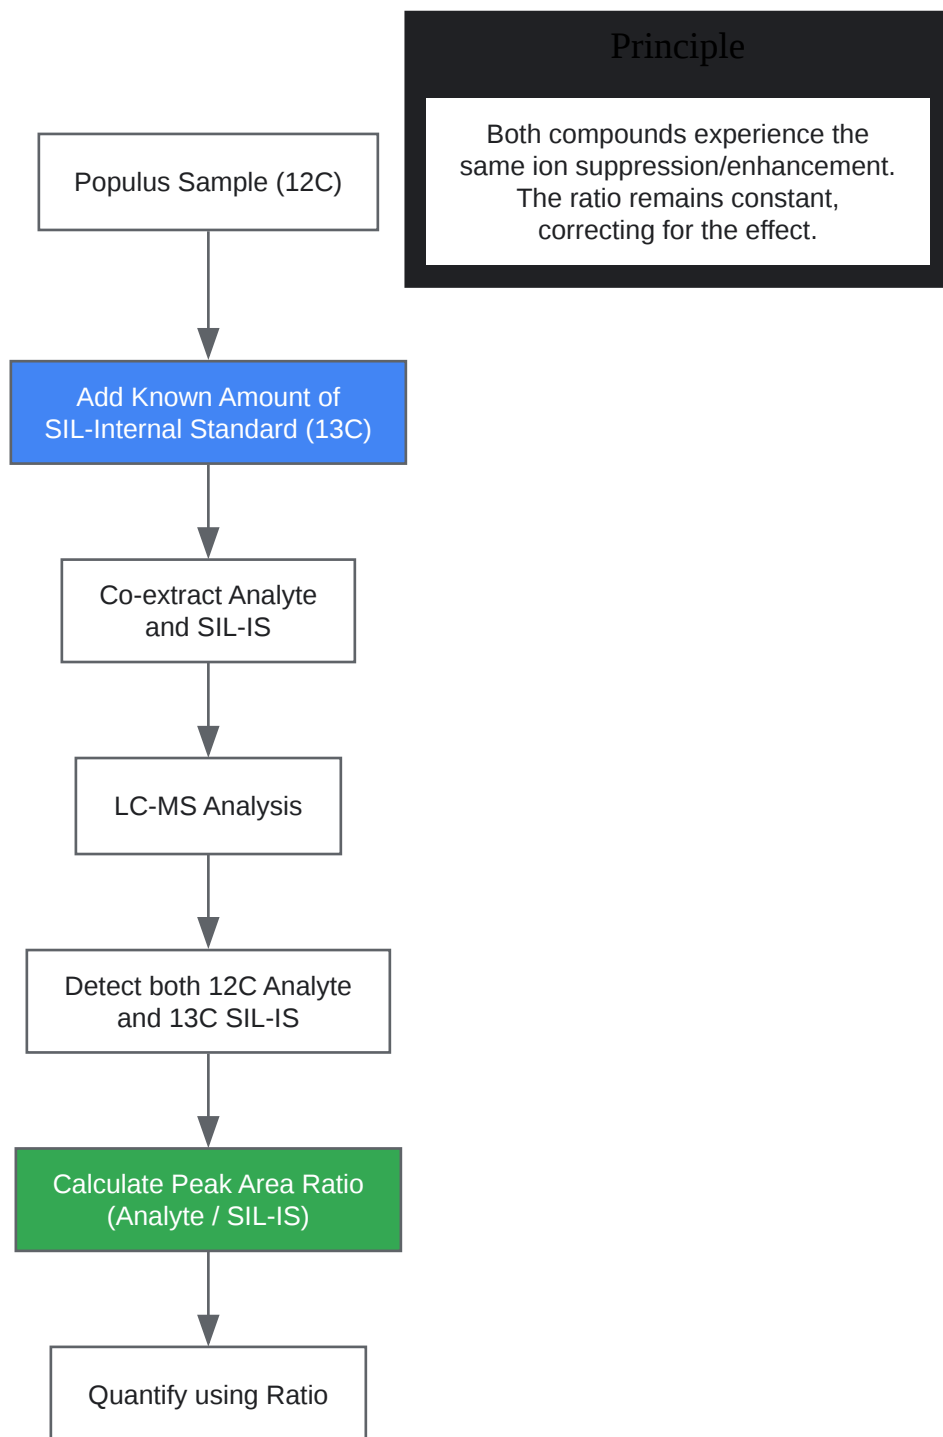 Principle
Both compounds experience the
same ion suppression/enhancement.
The ratio remains constant,
correcting for the effect.
Populus Sample (12C)
Add Known Amount of
SIL-Internal Standard (13C)
Co-extract Analyte
and SIL-IS
LC-MS Analysis
Detect both 12C Analyte
and 13C SIL-IS
Calculate Peak Area Ratio
(Analyte / SIL-IS)
Quantify using Ratio